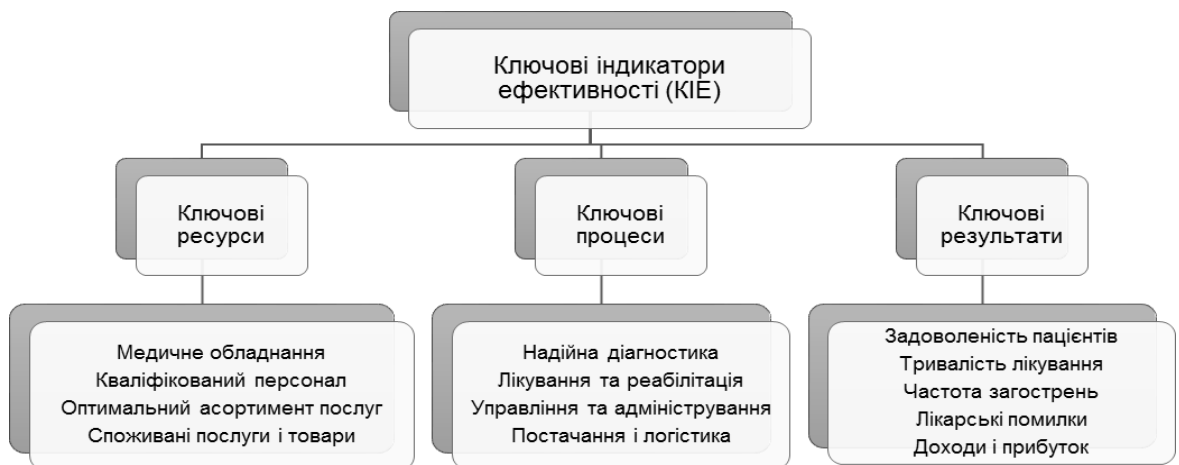 Ключові індикатори
ефективності (КІЕ)
Ключові
ресурси
Ключові
процеси
Ключові
результати
Медичне обладнання
Кваліфікований персонал
Оптимальний асортимент послуг
Споживані послуги і товари
Надійна діагностика
Лікування та реабілітація
Управління та адміністрування
Постачання і логістика
Задоволеність пацієнтів
Тривалість лікування
Частота загострень
Лікарські помилки
Доходи і прибуток